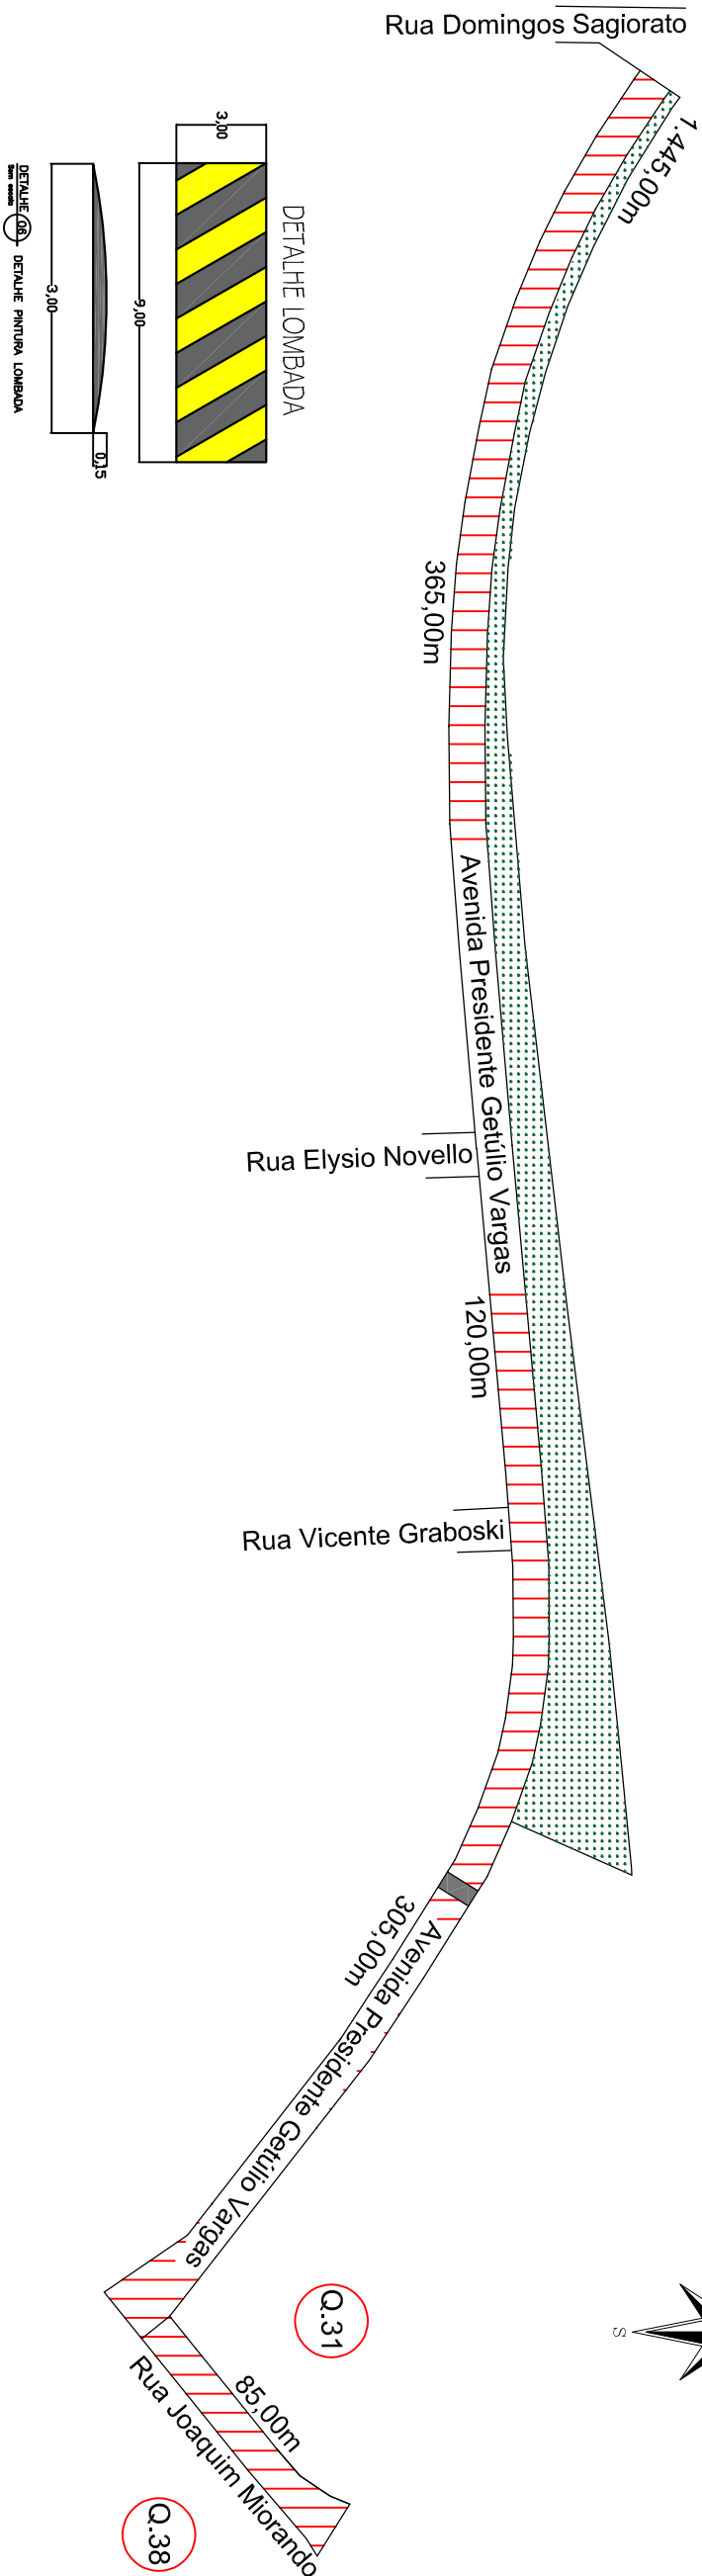 Rua Domingos Sagiorato
1.445,00m
3,00
DETALHE LOMBADA
9,00
3,00
0,15
DETALHE 06
Sem escala
DETALHE PINTURA LOMBADA
365,00m
Avenida Presidente Getúlio Vargas
Rua Elysio Novello
120,00m
Rua Vicente Graboski
305,00m
Avenida Presidente Getúlio Vargas
S
Q.31
85,00m
Rua Joaquim Miorando
Q.38